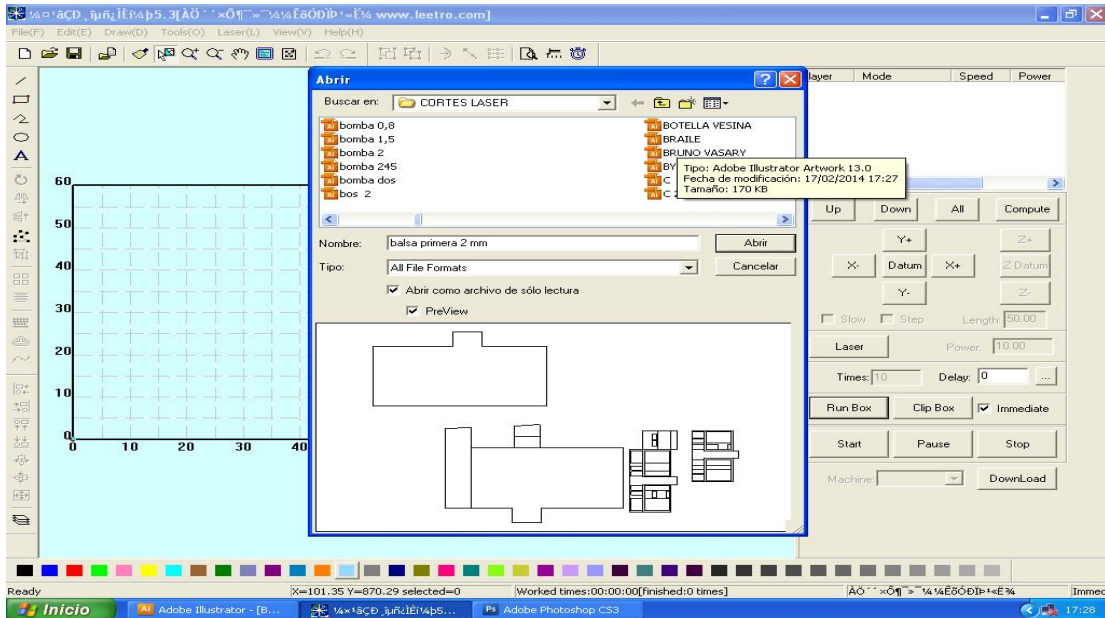 www.leetro.com]
File(F) Edit(E) Draw(D) Tools(O) Laser(L) View(V) Help(H)
Abrir
Buscar en: CORTES LASER
bomba 0,8
bomba 1,5
bomba 2
bomba 245
bomba dos
bos 2
BOTELLA VESINA
BRAILE
BRUNO VASARY
BY
C
C 2
Tipo: Adobe Illustrator Artwork 13.0
Fecha de modificación: 17/02/2014 17:27
Tamaño: 170 KB
Nombre: balsa primera 2 mm Abrir
Tipo: All File Formats Cancelar
Abrir como archivo de sólo lectura
PreView
60
50
40
30
20
10
0
0 10 20 30 40
layer Mode Speed Power
Up Down All Compute
Y+ Z+
X- Datum X+ Z Datum
Y- Z-
Slow Step Length: 50.00
Laser Power: 10.00
Times: 10 Delay: 0 ...
Run Box Clip Box Immediate
Start Pause Stop
Machine: DownLoad
Ready X=101.35 Y=870.29 selected=0 Worked times:00:00:00[finished:0 times] Immed
Inicio Adobe Illustrator - [B... Adobe Photoshop CS3 17:28